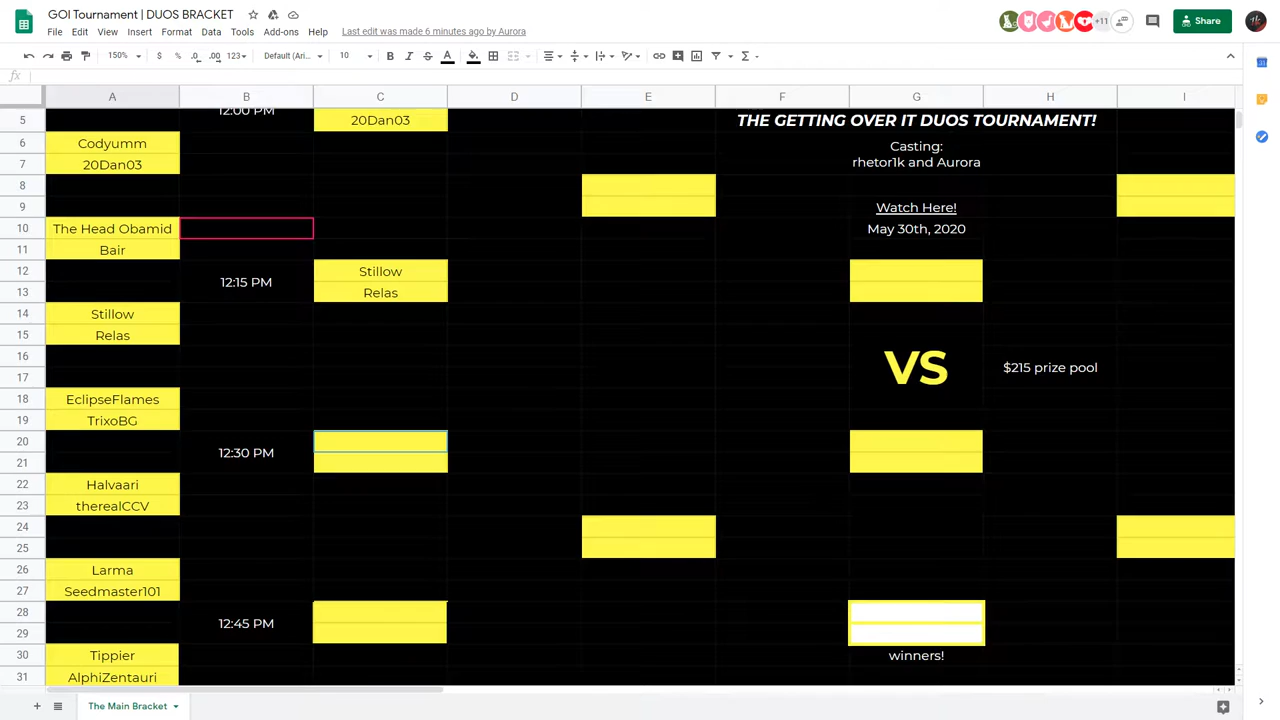 GOI Tournament | DUOS BRACKET
File Edit View Insert Format Data Tools Add-ons Help Last edit was made 6 minutes ago by Aurora
+11
Share
150% $ % .0 .00 123 Default (Ari... 10 B I S A
fx
A B C D E F G H I
5 12:00 PM 20Dan03 THE GETTING OVER IT DUOS TOURNAMENT!
6 Codyumm Casting:
7 20Dan03 rhetor1k and Aurora
8
9 Watch Here!
10 The Head Obamid May 30th, 2020
11 Bair
12 12:15 PM Stillow
13 Relas
14 Stillow
15 Relas
16 VS $215 prize pool
17
18 EclipseFlames
19 TrixoBG
20 12:30 PM
21
22 Halvaari
23 therealCCV
24
25
26 Larma
27 Seedmaster101
28 12:45 PM
29
30 Tippier winners!
31 AlphiZentauri
The Main Bracket